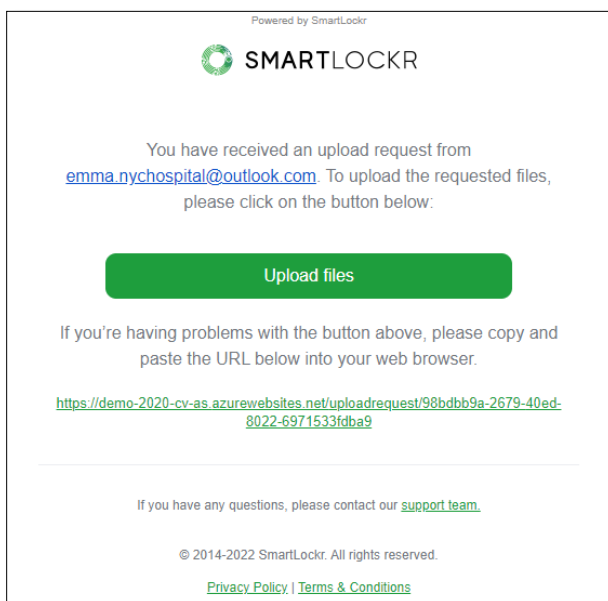 Powered by SmartLockr
SMARTLOCKR
You have received an upload request from
emma.nychospital@outlook.com. To upload the requested files,
please click on the button below:
Upload files
If you're having problems with the button above, please copy and
paste the URL below into your web browser.
https://demo-2020-cv-as.azurewebsites.net/uploadrequest/98bdbb9a-2679-40ed-
8022-6971533fdba9
If you have any questions, please contact our support team.
© 2014-2022 SmartLockr. All rights reserved.
Privacy Policy | Terms & Conditions